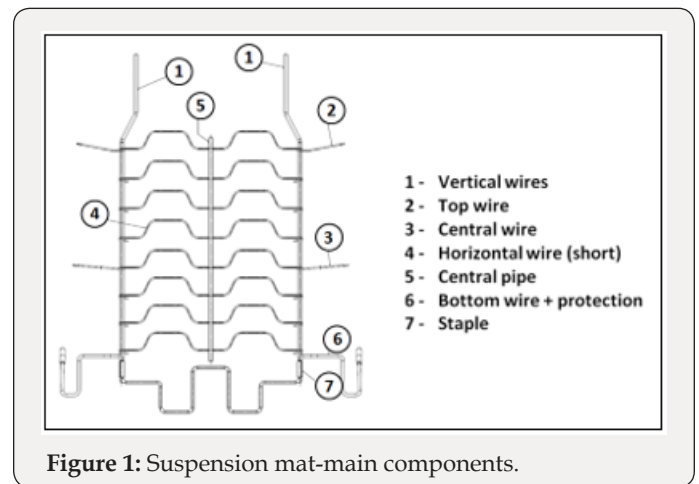 1
1
5
2
4
3
6
7
1 - Vertical wires
2 - Top wire
3 - Central wire
4 - Horizontal wire (short)
5 - Central pipe
6 - Bottom wire + protection
7 - Staple
Figure 1: Suspension mat-main components.